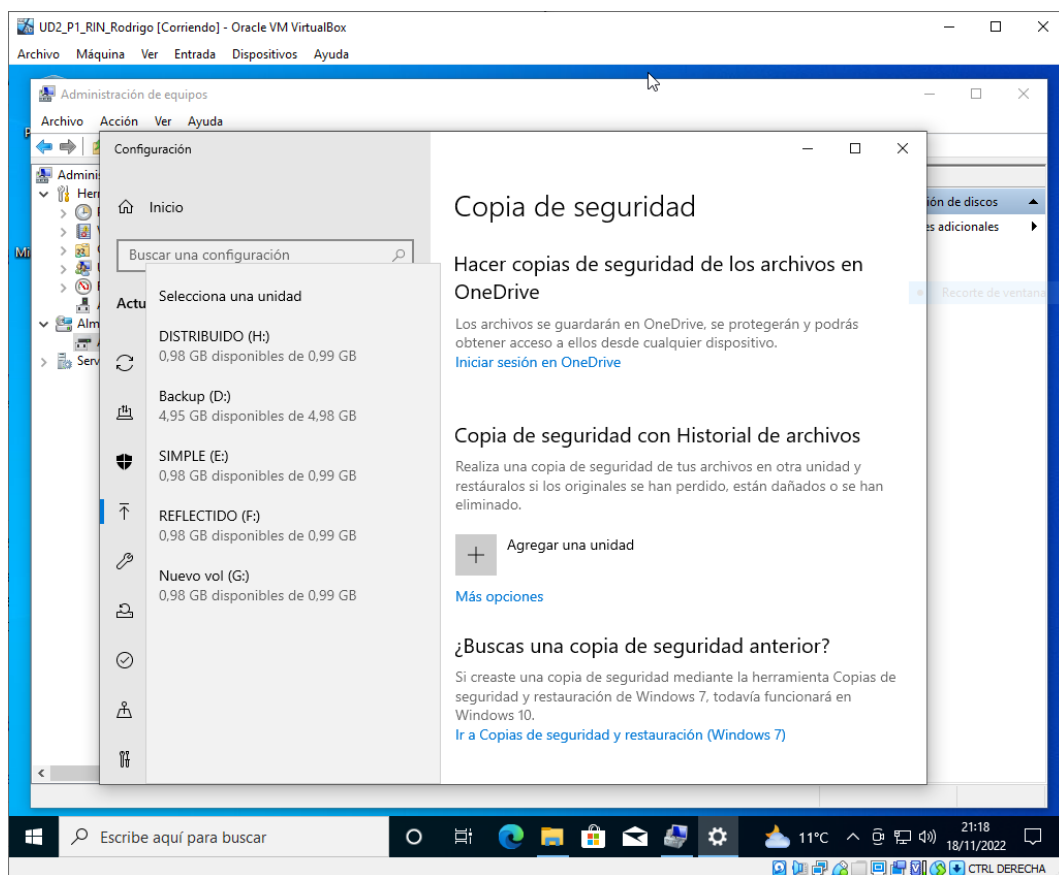 UD2_P1_RIN_Rodrigo [Corriendo] - Oracle VM VirtualBox
Archivo Máquina Ver Entrada Dispositivos Ayuda
Administración de equipos
Archivo Acción Ver Ayuda
Adminis
Her
Alm
Serv
Configuración
Inicio
Buscar una configuración
Actu
Selecciona una unidad
DISTRIBUIDO (H:)
0,98 GB disponibles de 0,99 GB
Backup (D:)
4,95 GB disponibles de 4,98 GB
SIMPLE (E:)
0,98 GB disponibles de 0,99 GB
REFLECTIDO (F:)
0,98 GB disponibles de 0,99 GB
Nuevo vol (G:)
0,98 GB disponibles de 0,99 GB
Copia de seguridad
Hacer copias de seguridad de los archivos en
OneDrive
Los archivos se guardarán en OneDrive, se protegerán y podrás
obtener acceso a ellos desde cualquier dispositivo.
Iniciar sesión en OneDrive
Copia de seguridad con Historial de archivos
Realiza una copia de seguridad de tus archivos en otra unidad y
restáuralos si los originales se han perdido, están dañados o se han
eliminado.
Agregar una unidad
Más opciones
¿Buscas una copia de seguridad anterior?
Si creaste una copia de seguridad mediante la herramienta Copias de
seguridad y restauración de Windows 7, todavía funcionará en
Windows 10.
Ir a Copias de seguridad y restauración (Windows 7)
ión de discos
es adicionales
Recorte de ventana
Escribe aquí para buscar
11°C
21:18
18/11/2022
CTRL DERECHA